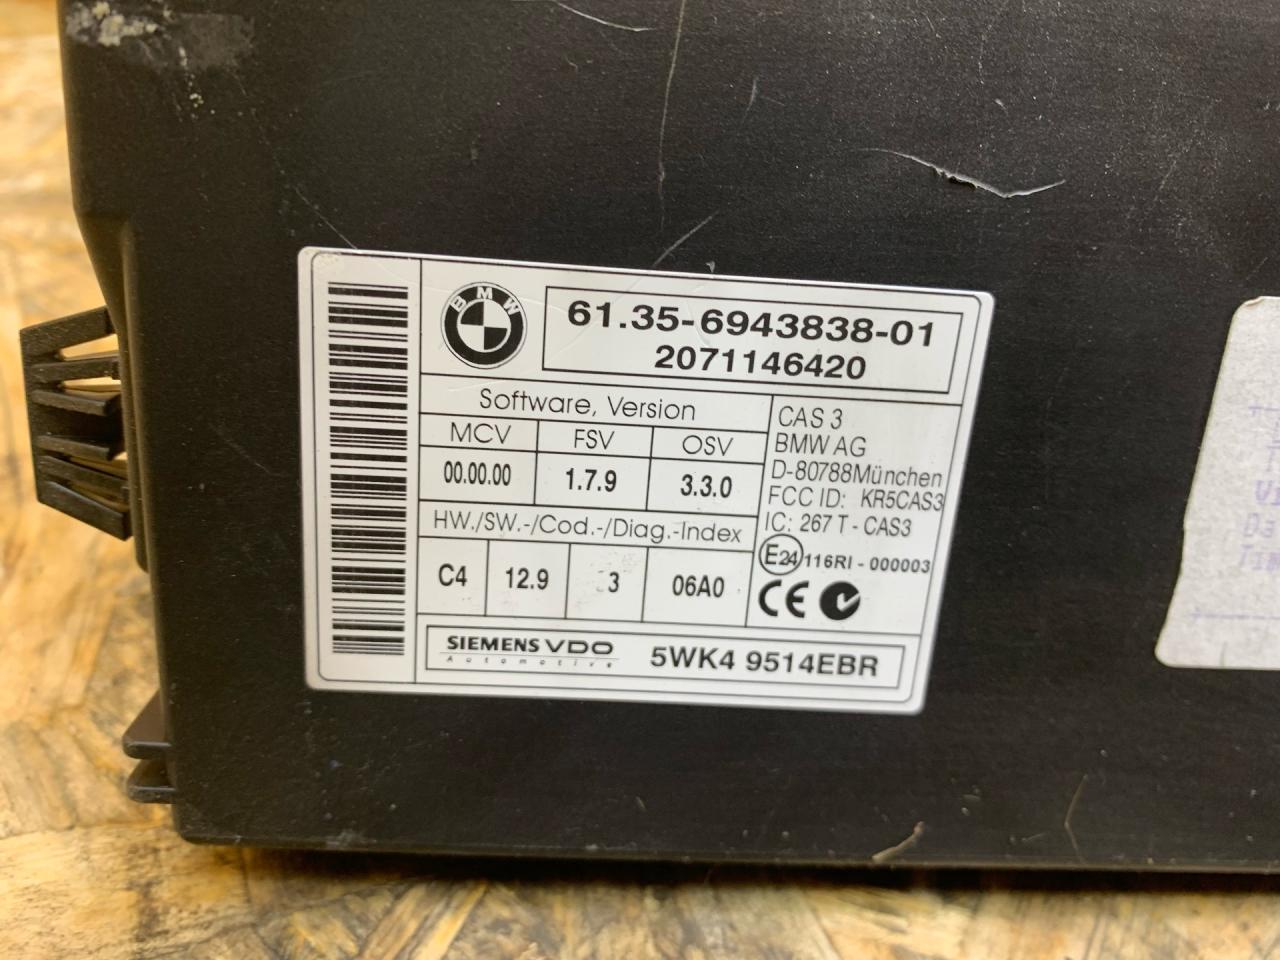 BMW
61.35-6943838-01
2071146420
Software, Version
MCV FSV OSV
00.00.00 1.7.9 3.3.0
HW./SW.-/Cod.-/Diag.-Index
C4 12.9 3 06A0
CAS 3
BMW AG
D-80788München
FCC ID: KR5CAS3
IC: 267 T - CAS3
E24 116RI - 000003
CE
SIEMENS VDO
Automotive
5WK4 9514EBR